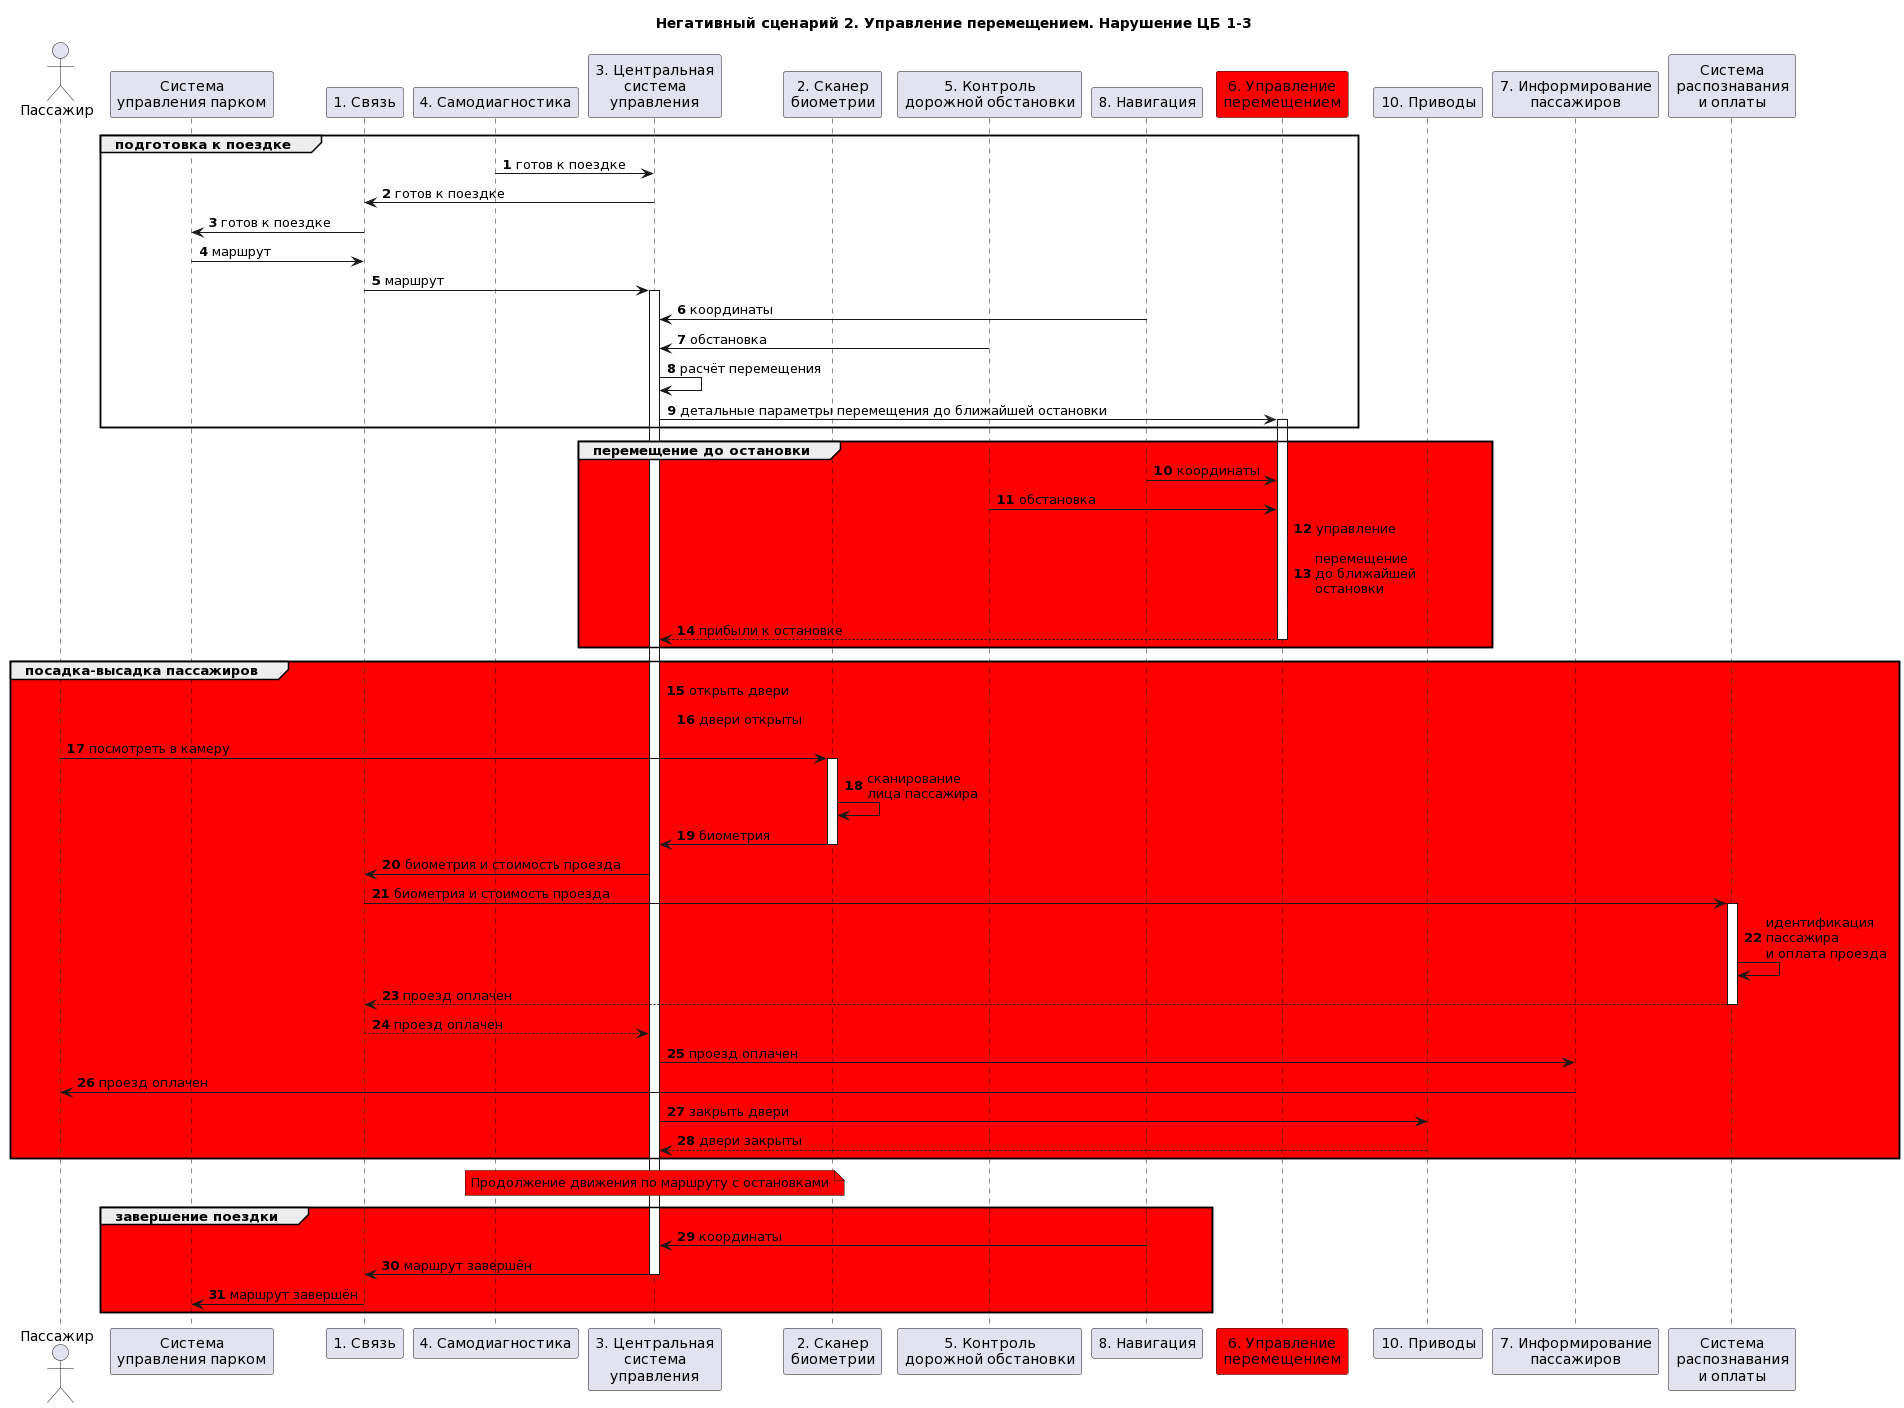 Негативный сценарий 2. Управление перемещением. Нарушение ЦБ 1-3
Пассажир
Система
управления парком
1. Связь
4. Самодиагностика
3. Центральная
система
управления
2. Сканер
биометрии
5. Контроль
дорожной обстановки
8. Навигация
6. Управление
перемещением
10. Приводы
7. Информирование
пассажиров
Система
распознавания
и оплаты
подготовка к поездке
1 готов к поездке
2 готов к поездке
3 готов к поездке
4 маршрут
5 маршрут
6 координаты
7 обстановка
8 расчёт перемещения
9 детальные параметры перемещения до ближайшей остановки
перемещение до остановки
10 координаты
11 обстановка
12 управление
13 перемещение
до ближайшей
остановки
14 прибыли к остановке
посадка-высадка пассажиров
15 открыть двери
16 двери открыты
17 посмотреть в камеру
18 сканирование
лица пассажира
19 биометрия
20 биометрия и стоимость проезда
21 биометрия и стоимость проезда
22 идентификация
пассажира
и оплата проезда
23 проезд оплачен
24 проезд оплачен
25 проезд оплачен
26 проезд оплачен
27 закрыть двери
28 двери закрыты
Продолжение движения по маршруту с остановками
завершение поездки
29 координаты
30 маршрут завершён
31 маршрут завершён
Пассажир
Система
управления парком
1. Связь
4. Самодиагностика
3. Центральная
система
управления
2. Сканер
биометрии
5. Контроль
дорожной обстановки
8. Навигация
6. Управление
перемещением
10. Приводы
7. Информирование
пассажиров
Система
распознавания
и оплаты